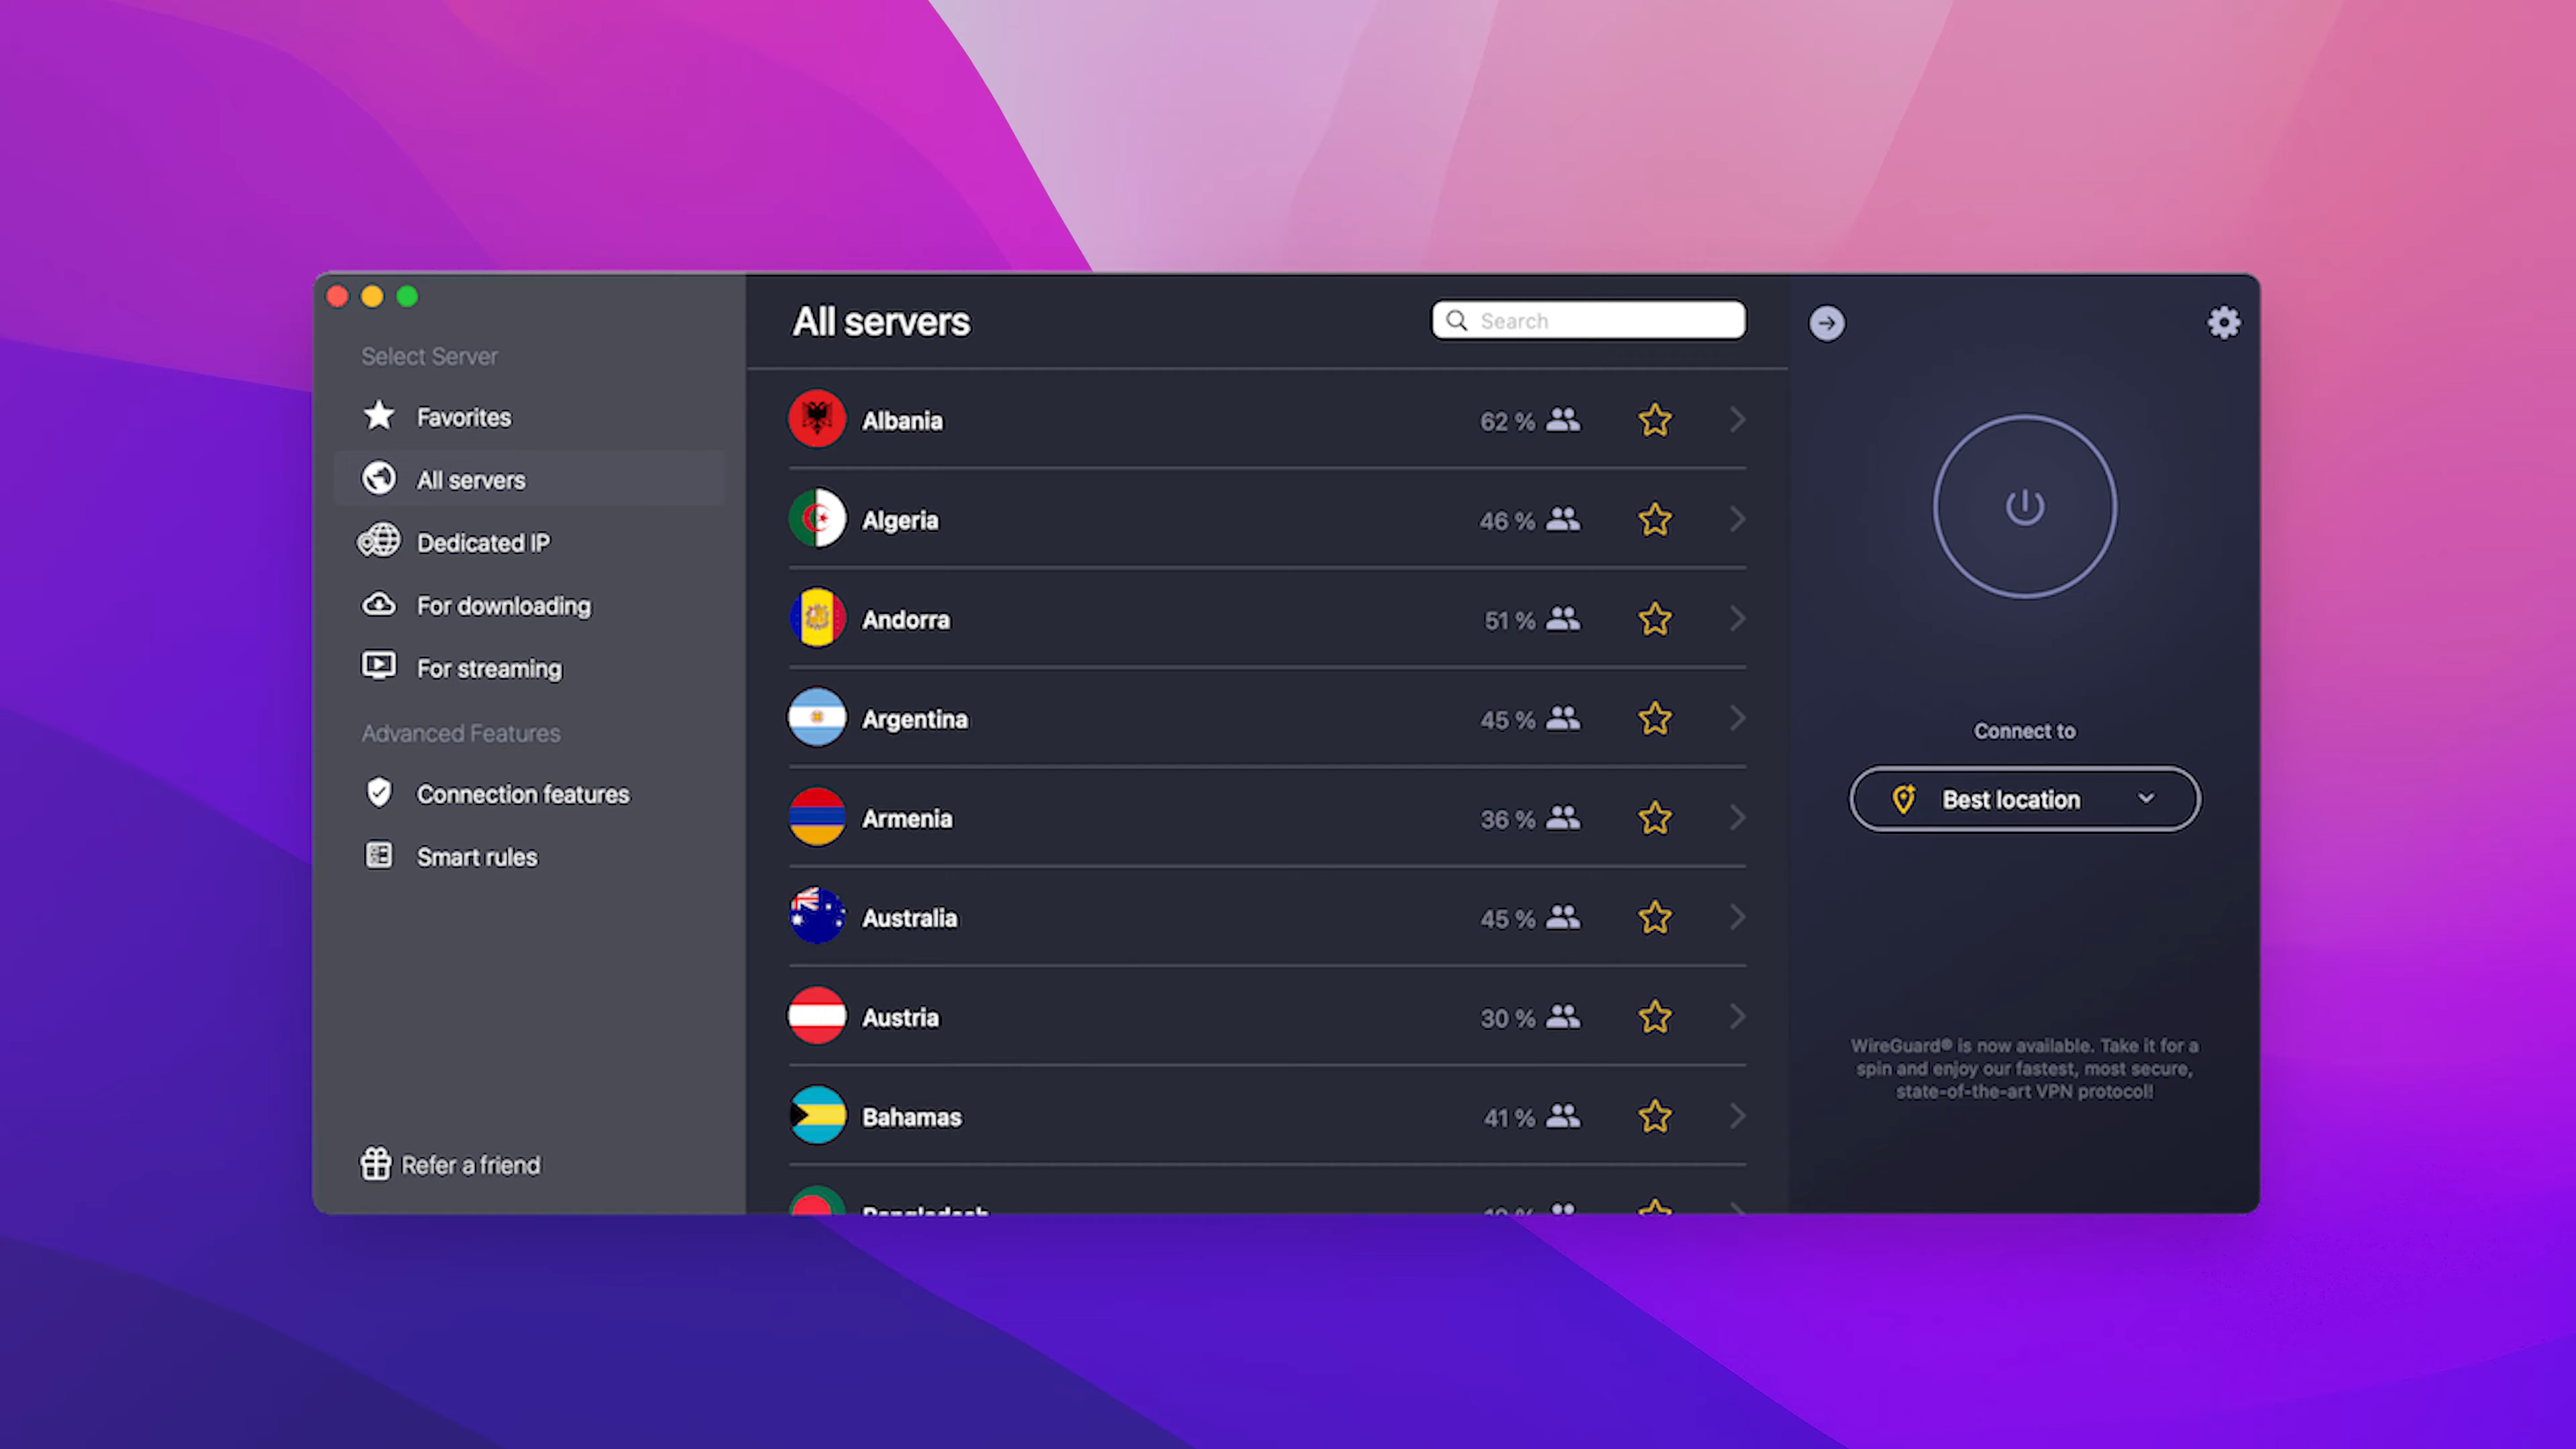 Select Server
Favorites
All servers
Dedicated IP
For downloading
For streaming
Advanced Features
Connection features
Smart rules
Refer a friend
All servers
Search
Albania 62 %
Algeria 46 %
Andorra 51 %
Argentina 45 %
Armenia 36 %
Australia 45 %
Austria 30 %
Bahamas 41 %
Bangladesh
Connect to
Best location
WireGuard® is now available. Take it for a
spin and enjoy our fastest, most secure,
state-of-the-art VPN protocol!